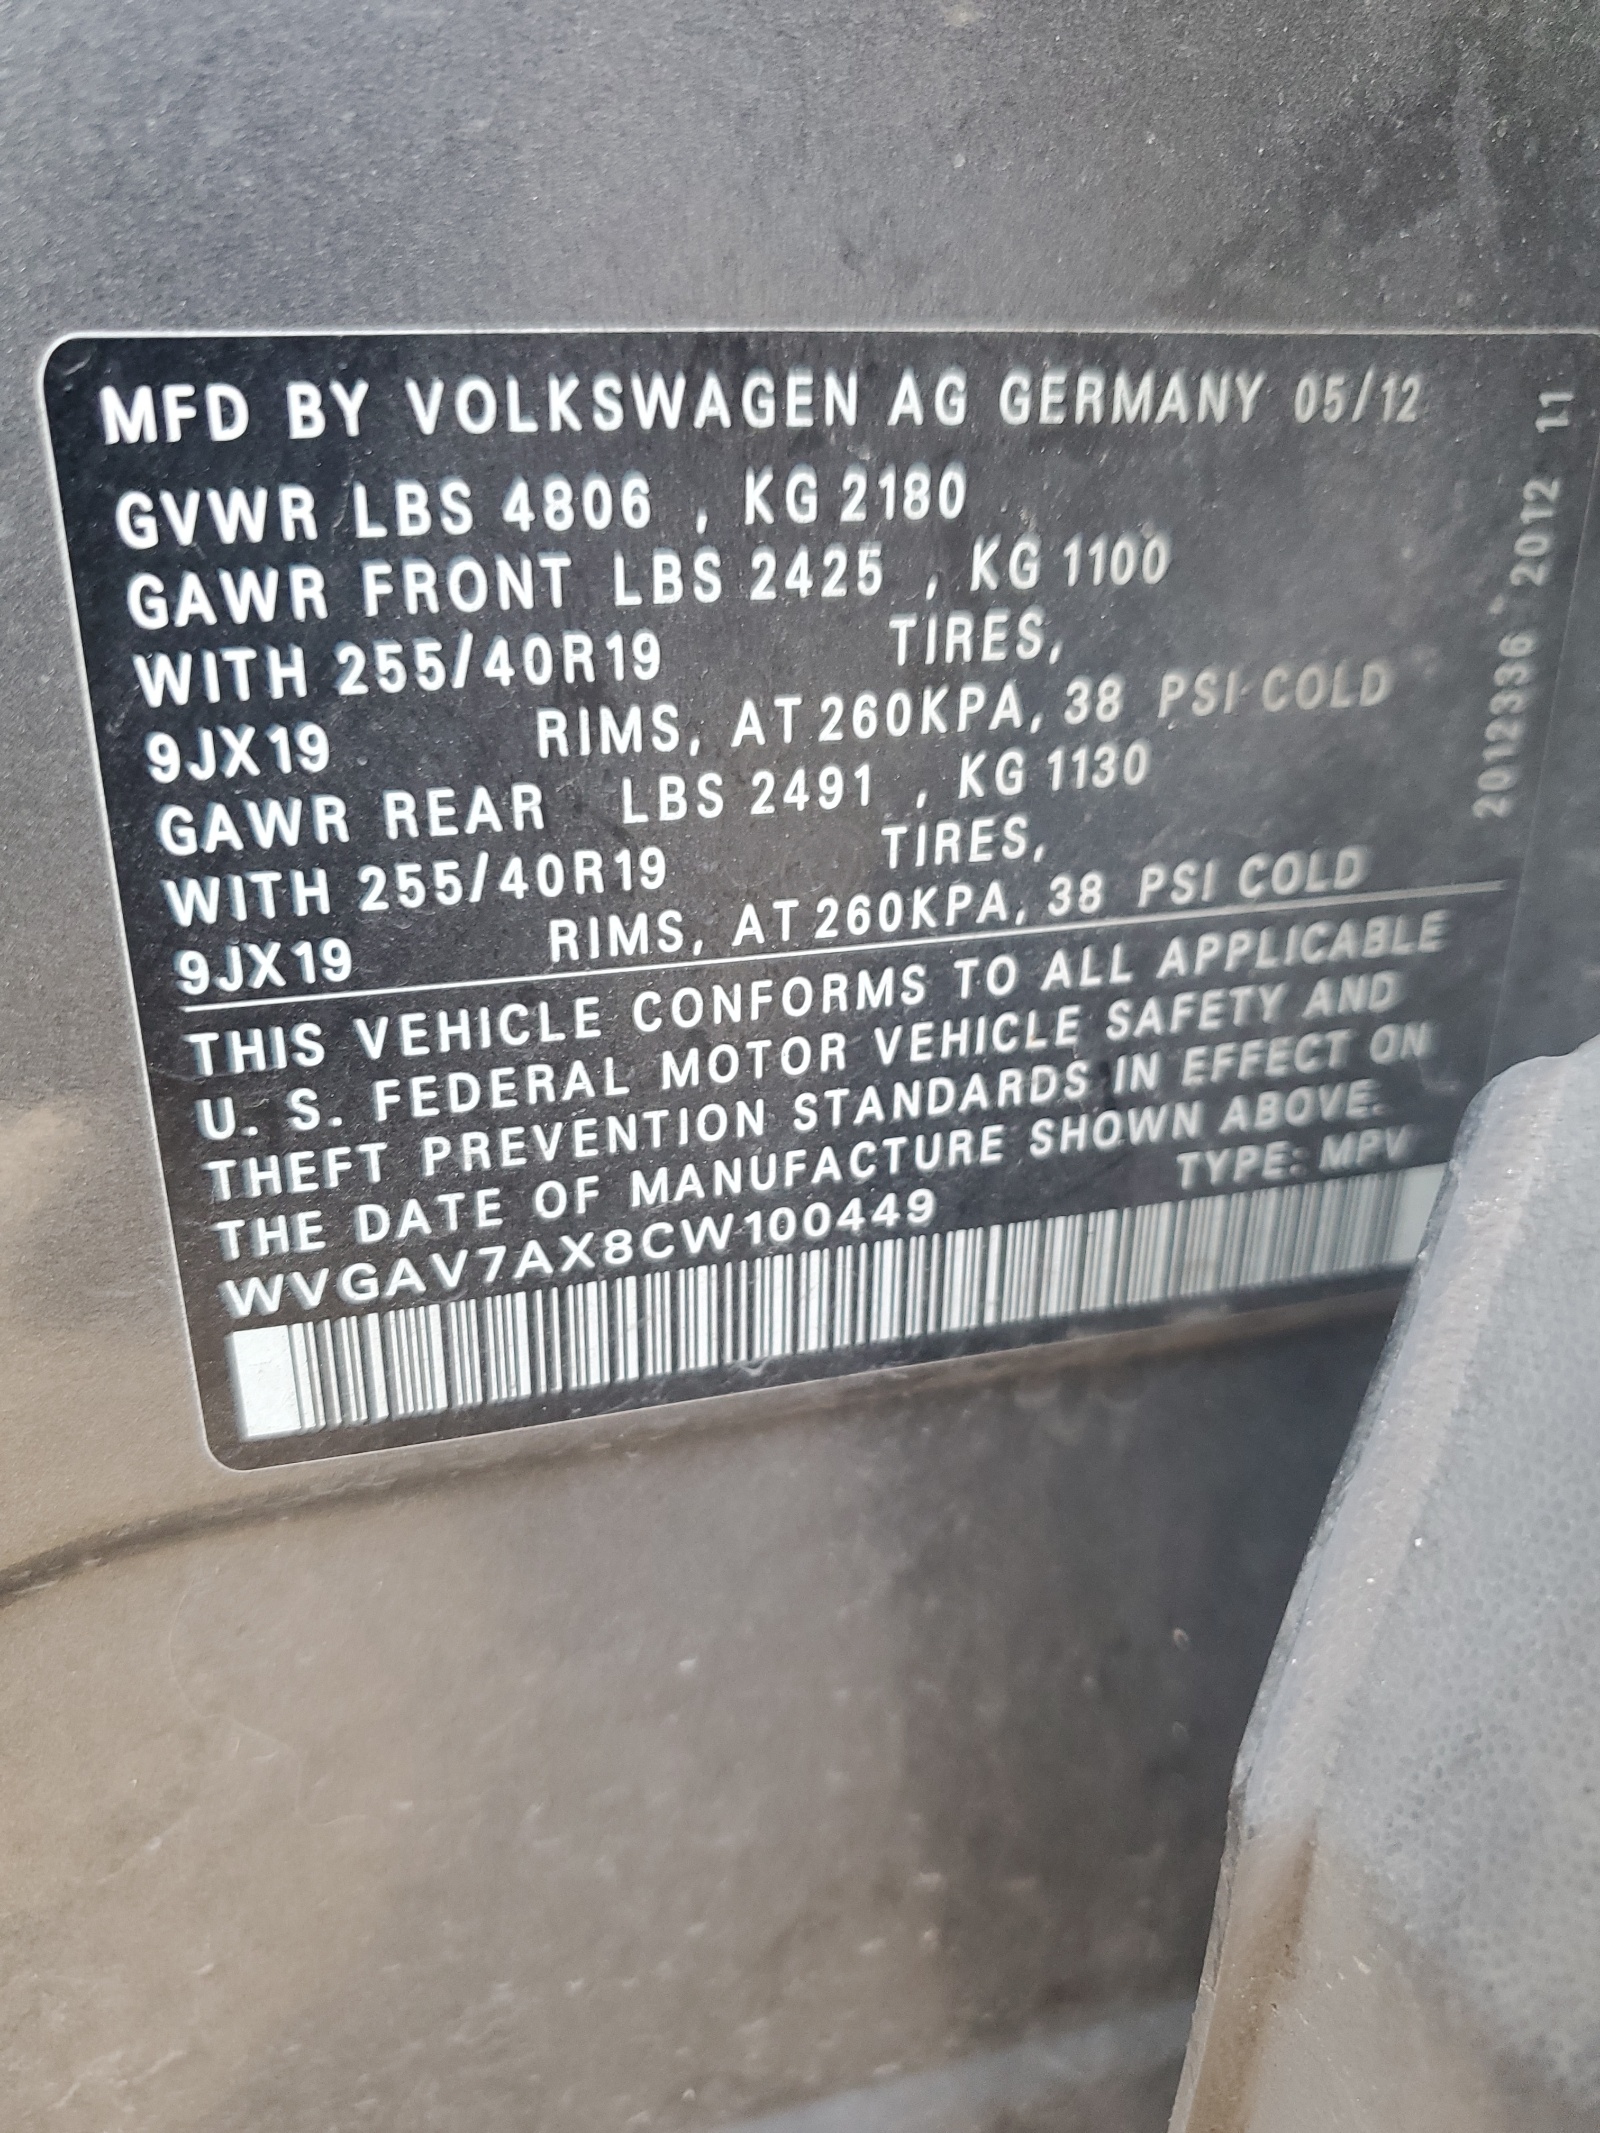 MFD BY VOLKSWAGEN AG GERMANY 05/12
GVWR LBS 4806 , KG 2180
GAWR FRONT LBS 2425 , KG 1100
WITH 255/40R19 TIRES,
9JX19 RIMS, AT 260KPA, 38 PSI COLD
GAWR REAR LBS 2491 , KG 1130
WITH 255/40R19 TIRES,
9JX19 RIMS, AT 260KPA, 38 PSI COLD
THIS VEHICLE CONFORMS TO ALL APPLICABLE
U. S. FEDERAL MOTOR VEHICLE SAFETY AND
THEFT PREVENTION STANDARDS IN EFFECT ON
THE DATE OF MANUFACTURE SHOWN ABOVE.
WVGAV7AX8CW100449 TYPE: MPV
2012336 2012 11